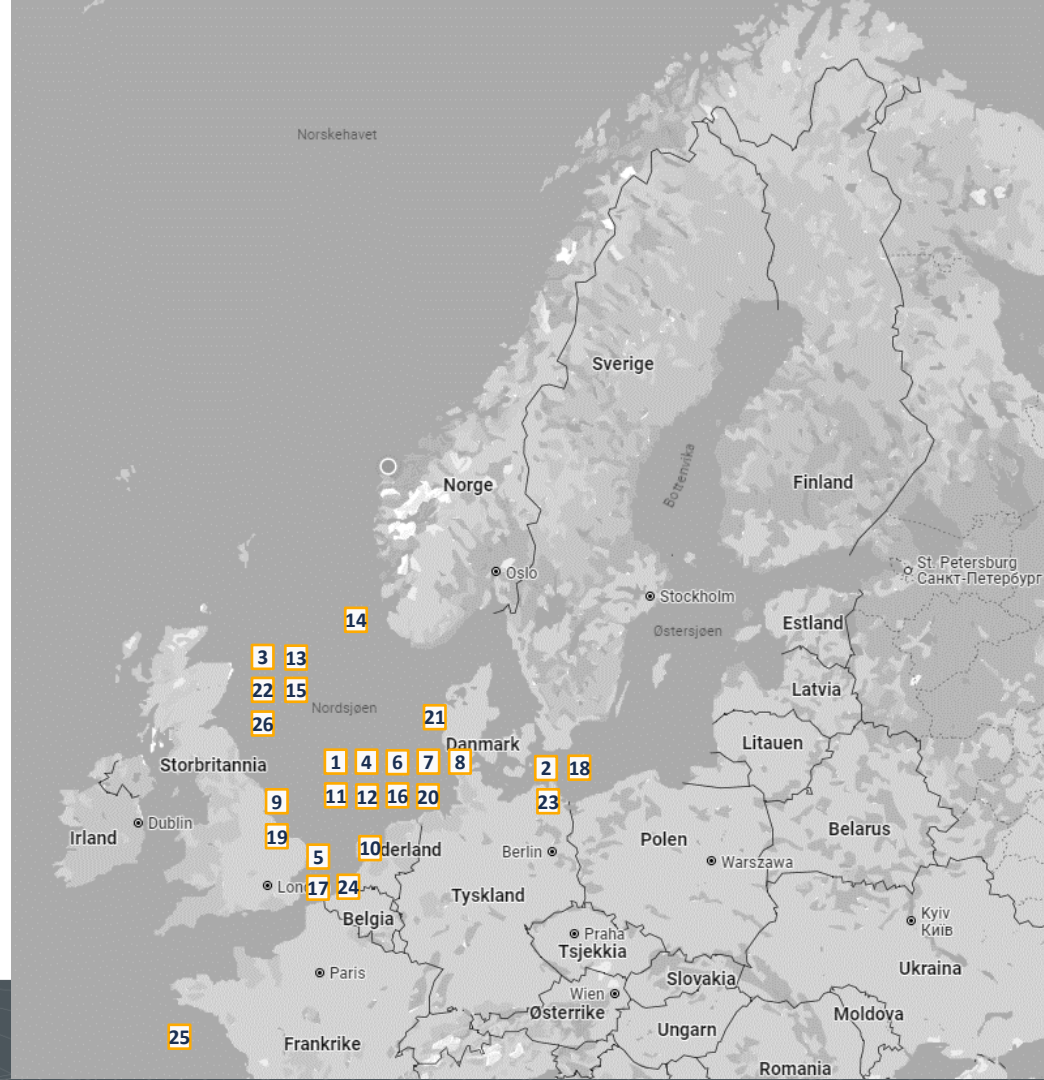 Norskehavet
Sverige
Bottenvika
Finland
Norge
Oslo
Stockholm
St. Petersburg
Санкт-Петербург
Østersjøen
Estland
14
3
13
22
15
Nordsjøen
26
21
Latvia
Danmark
Litauen
Storbritannia
1
4
6
7
8
2
18
11
12
16
20
23
9
19
Irland
Dublin
5
10
derland
Berlin
Polen
Warszawa
Belarus
17
24
Lon
Tyskland
Belgia
Praha
Tsjekkia
Kyiv
Київ
Paris
Slovakia
Ukraina
Wien
Østerrike
Moldova
Ungarn
25
Frankrike
Romania